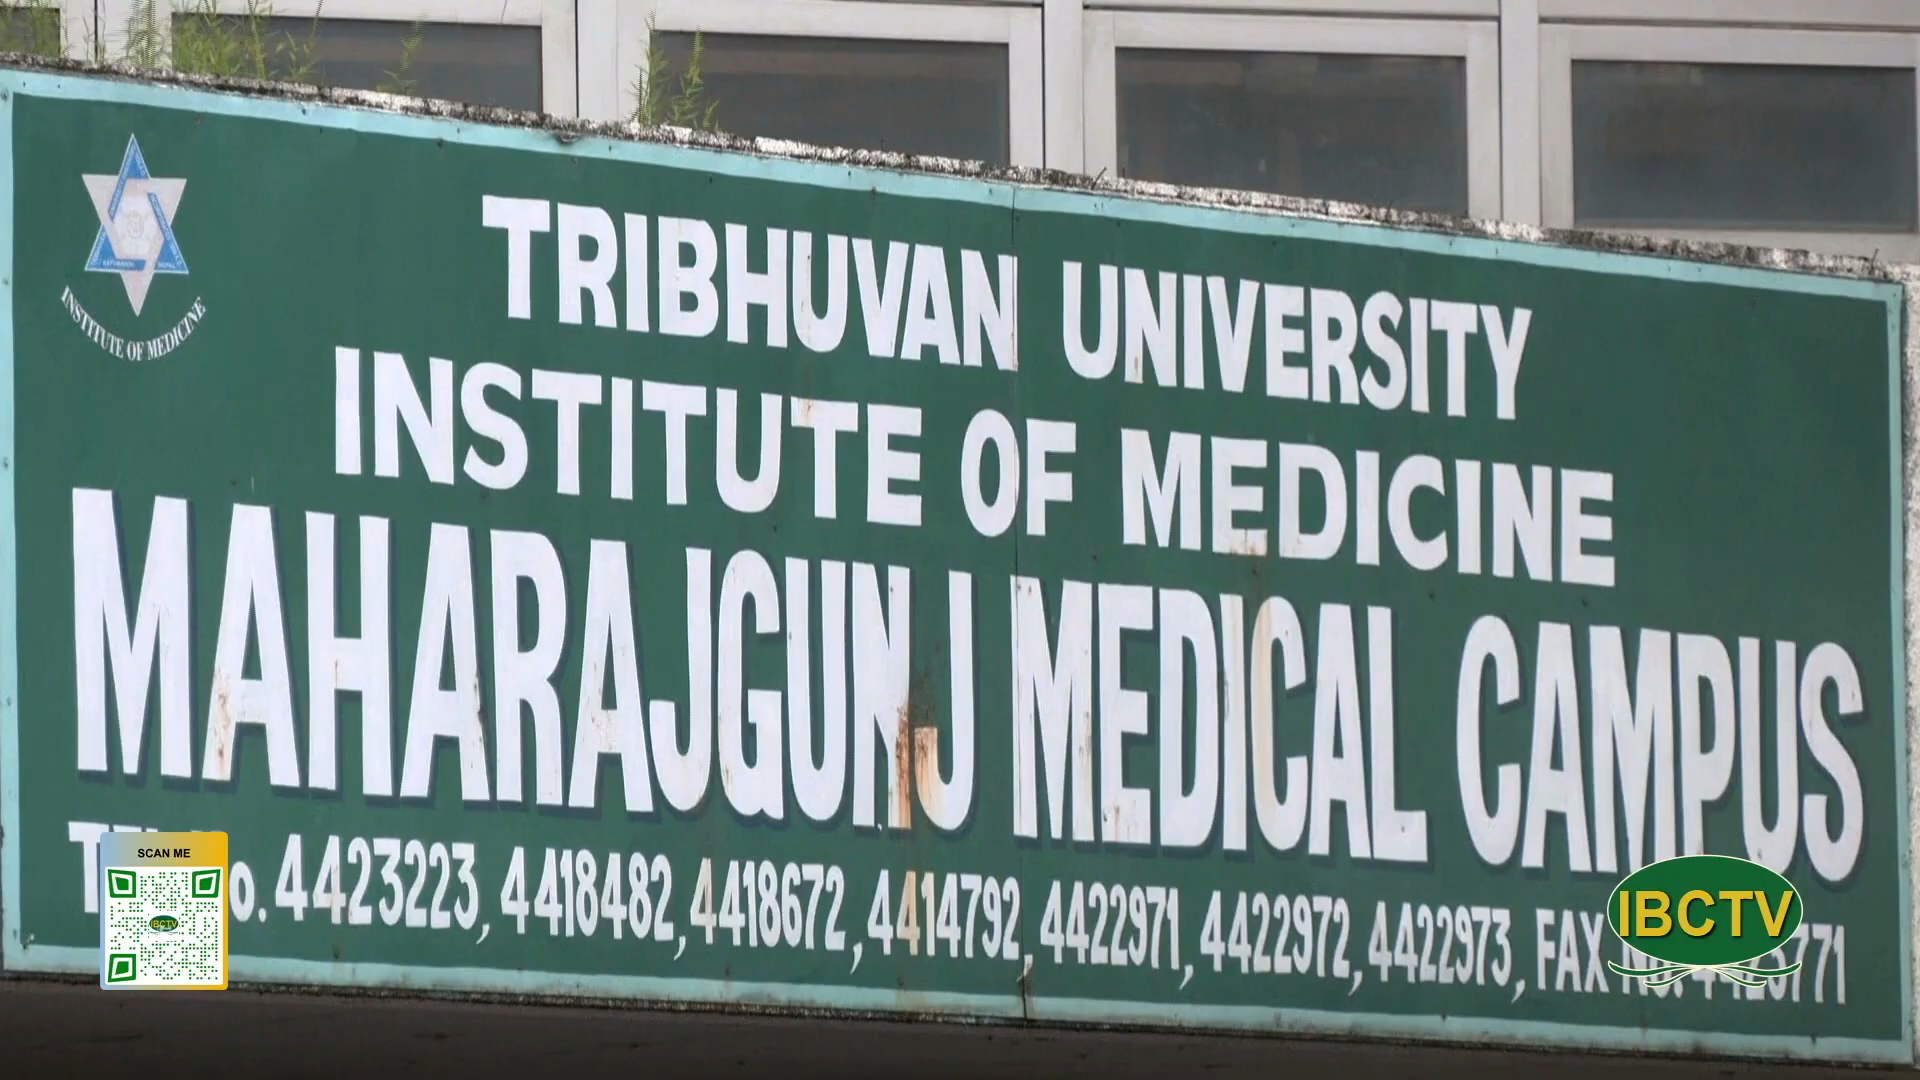 TRIBHUVAN UNIVERSITY
INSTITUTE OF MEDICINE
INSTITUTE OF MEDICINE
MAHARAJGUNJ MEDICAL CAMPUS
4423223, 4418482, 4418672, 4414792, 4422971, 4422972, 4422973, FAX
SCAN ME
IBCTV
IBCTV